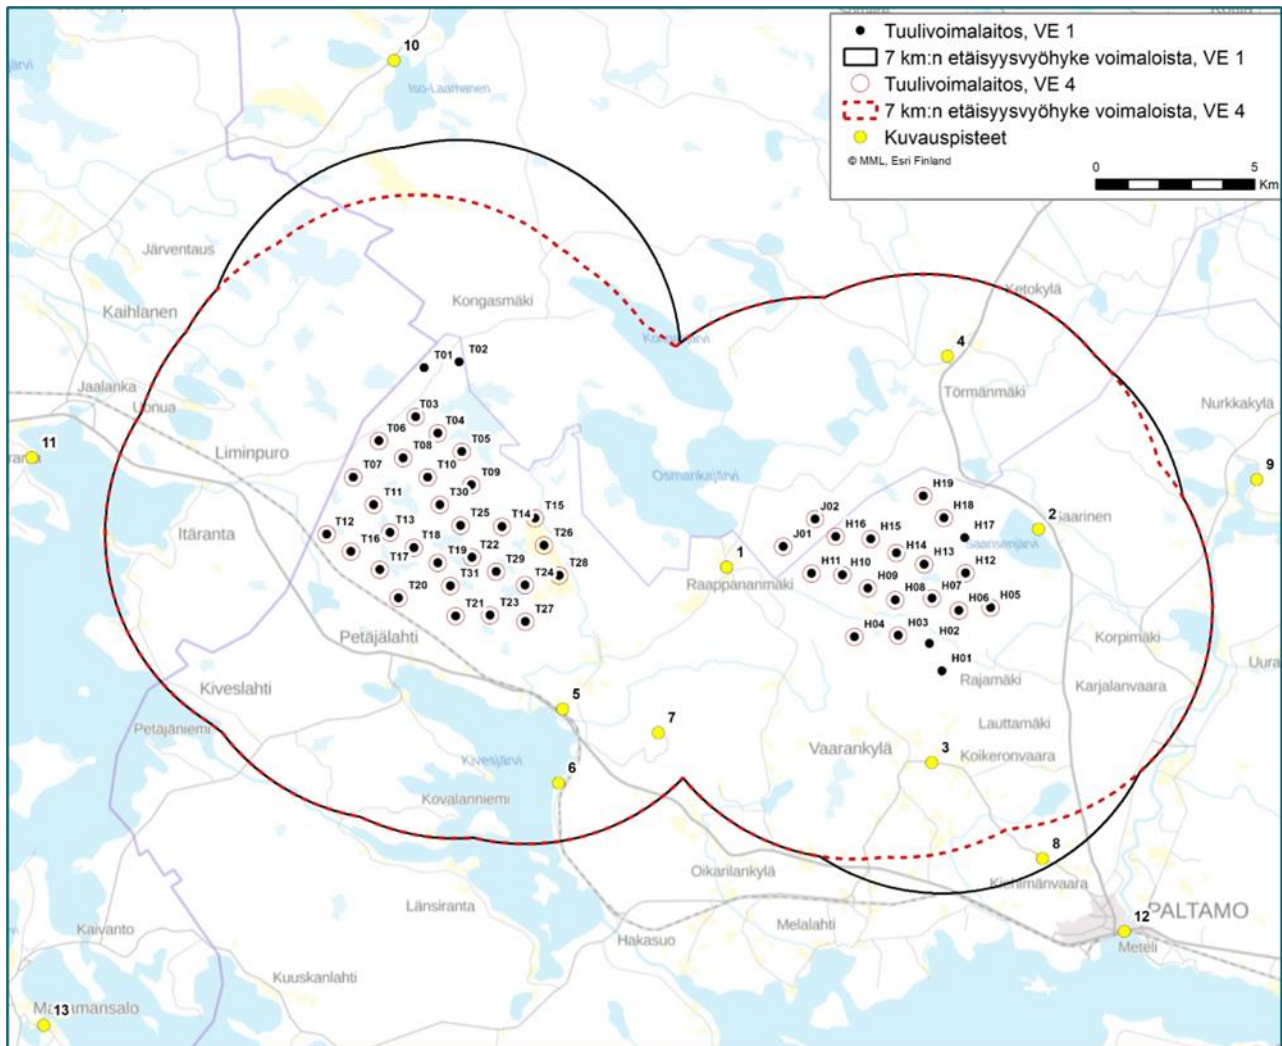 Tuulivoimalaitos, VE 1
7 km:n etäisyysvyöhyke voimaloista, VE 1
Tuulivoimalaitos, VE 4
7 km:n etäisyysvyöhyke voimaloista, VE 4
Kuvauspisteet
© MML, Esri Finland
0 5
Km
10
Iso-Laamanen
Järventaus
Kongasmäki
Kaihlanen
Ketokylä
4
Törmänmäki
T01
T02
Jaalanka
Nurkkakylä
T03
T04
T06
T05
T08
11
Liminpuro
9
T07
T10
T09
Osmankajärvi
H19
T11
T30
J02
H18
T15
T14
T25
H17
2
Saarinen
Itäranta
T12
T13
T26
H16
H15
Saarisenjärvi
J01
T18
T22
H14
T16
T19
H13
1
T17
T29
T28
H11
H10
H12
Raappananmäki
T31
T24
H09
T20
H08
H07
H06
H05
T21
T23
T27
Petäjälahti
H04
H03
H02
Korpimäki
H01
Rajamäki
Karjalanvaara
Kiveslahti
5
Petäjäniemi
7
Lauttamäki
Vaarankylä
3
Koikeronvaara
Kivesjärvi
6
Kovalanniemi
8
Oikarilankylä
Kiehimänvaara
Länsiranta
PALTAMO
12
Melalahti
Kaivanto
Hakasuo
Meteli
Kuuskanlahti
13